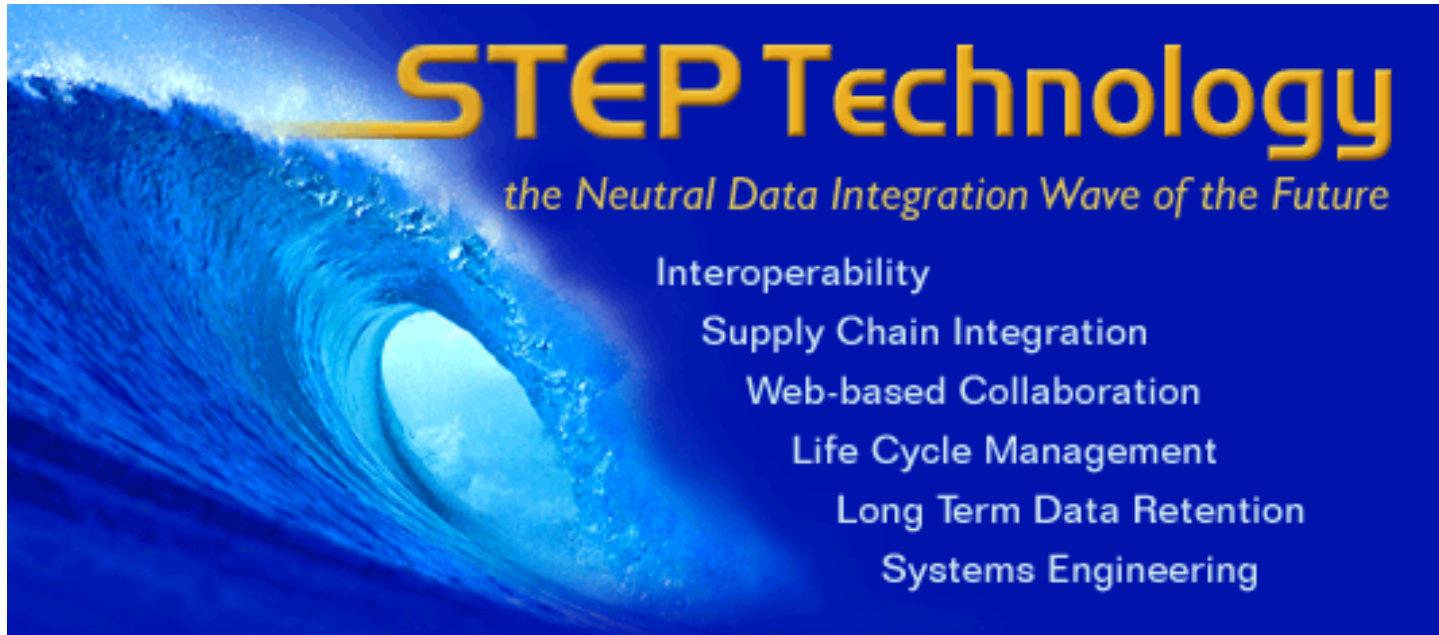 STEP Technology
the Neutral Data Integration Wave of the Future
Interoperability
Supply Chain Integration
Web-based Collaboration
Life Cycle Management
Long Term Data Retention
Systems Engineering